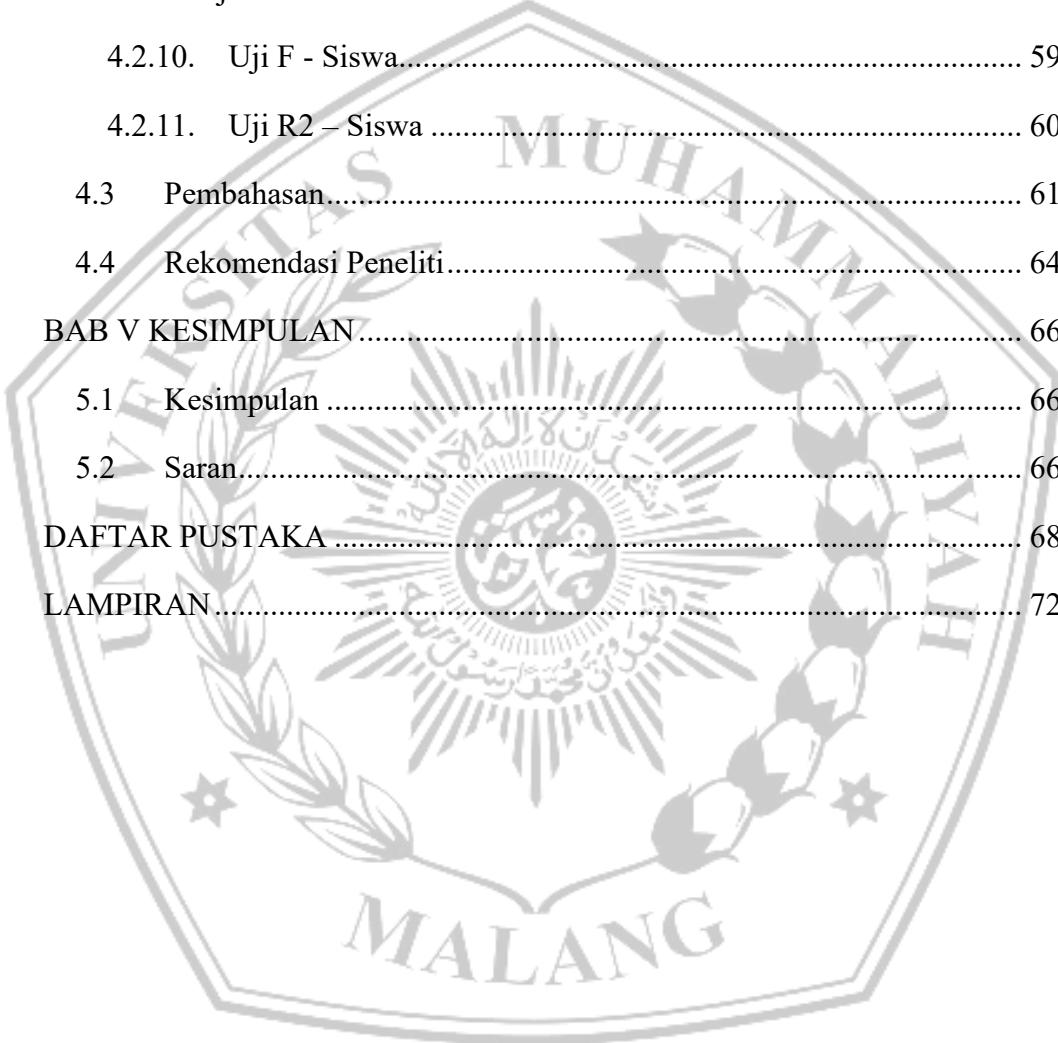 4.2.10. Uji F - Siswa.......... 59
4.2.11. Uji R2 – Siswa .......... 60
4.3 Pembahasan.......... 61
4.4 Rekomendasi Peneliti.......... 64
BAB V KESIMPULAN.......... 66
5.1 Kesimpulan .......... 66
5.2 Saran.......... 66
DAFTAR PUSTAKA .......... 68
LAMPIRAN.......... 72
UNIVERSITAS MUHAMMADIYAH
MALANG